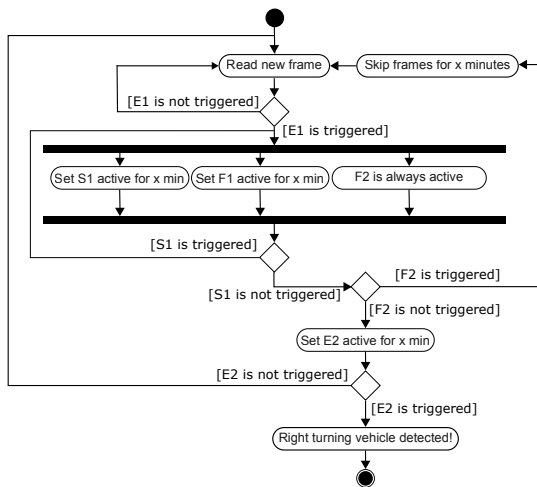 Read new frame
Skip frames for x minutes
[E1 is not triggered]
[E1 is triggered]
Set S1 active for x min
Set F1 active for x min
F2 is always active
[S1 is triggered]
[F2 is triggered]
[S1 is not triggered]
[F2 is not triggered]
Set E2 active for x min
[E2 is not triggered]
[E2 is triggered]
Right turning vehicle detected!